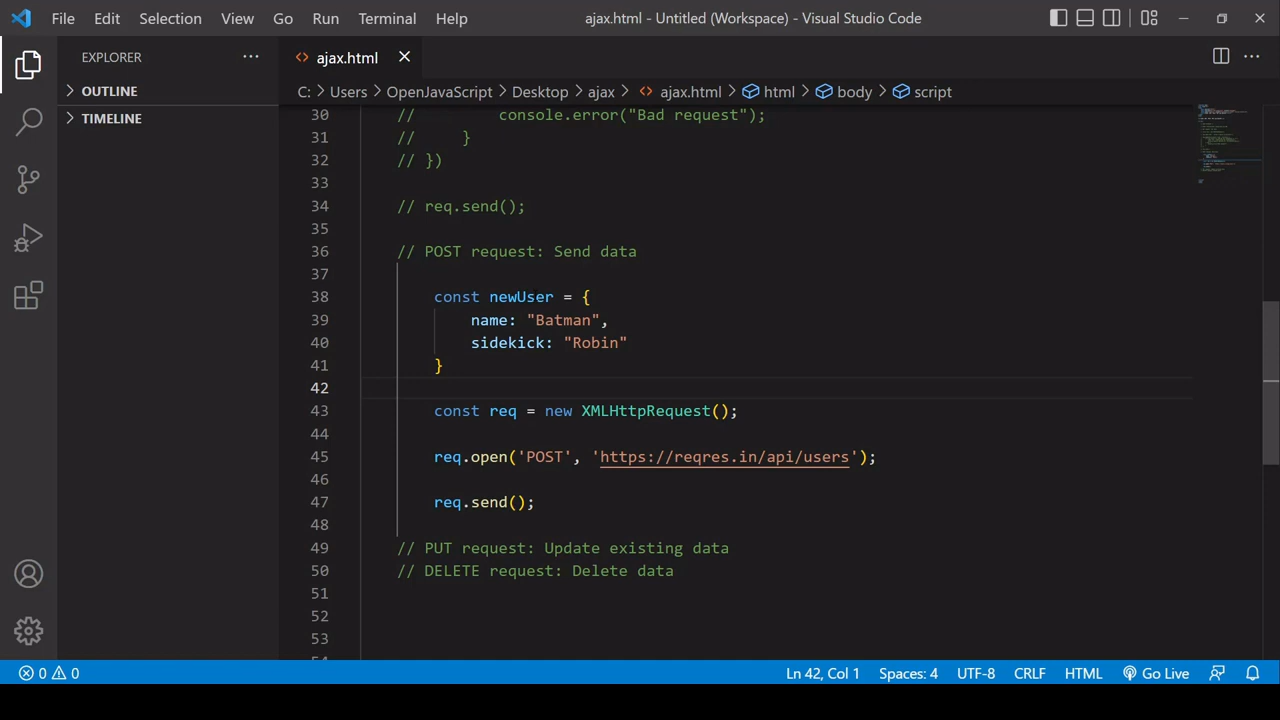 File Edit Selection View Go Run Terminal Help ajax.html - Untitled (Workspace) - Visual Studio Code
EXPLORER
OUTLINE
TIMELINE
ajax.html
C: > Users > OpenJavaScript > Desktop > ajax > ajax.html > html > body > script
30 // console.error("Bad request");
31 // }
32 // })
33
34 // req.send();
35
36 // POST request: Send data
37
38 const newUser = {
39 name: "Batman",
40 sidekick: "Robin"
41 }
42
43 const req = new XMLHttpRequest();
44
45 req.open('POST', 'https://reqres.in/api/users');
46
47 req.send();
48
49 // PUT request: Update existing data
50 // DELETE request: Delete data
51
52
53
0 0 Ln 42, Col 1 Spaces: 4 UTF-8 CRLF HTML Go Live